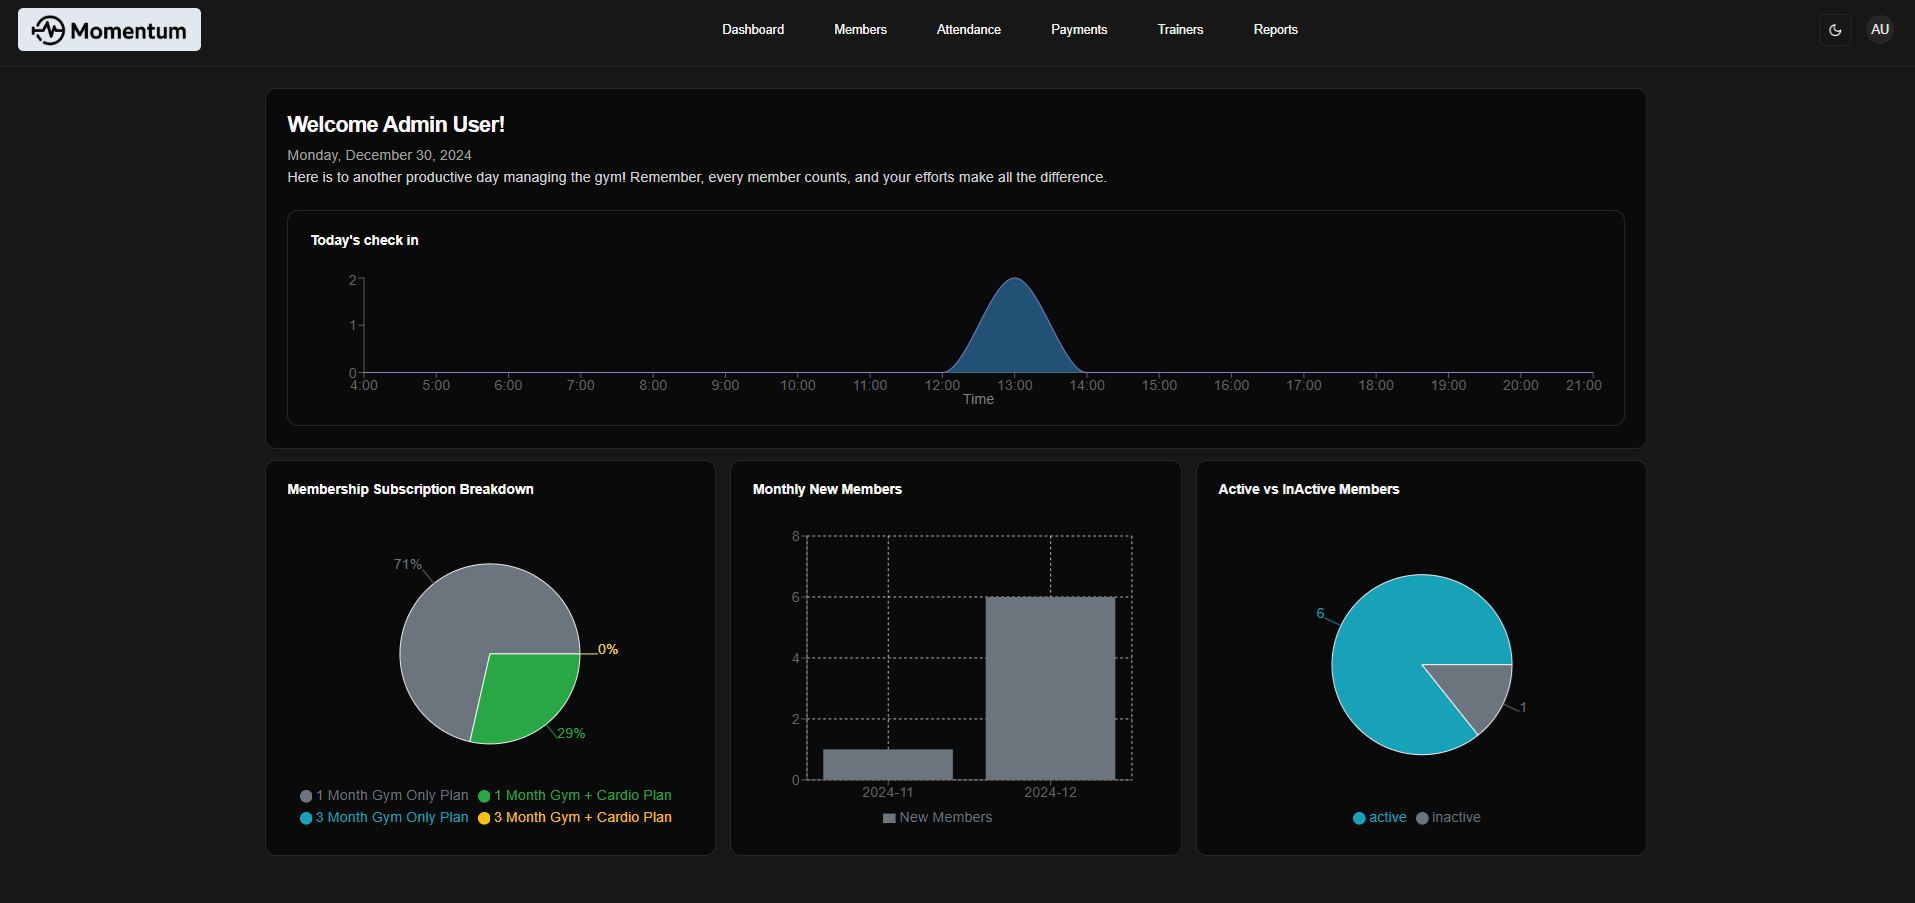 Momentum
Dashboard Members Attendance Payments Trainers Reports
AU
Welcome Admin User!
Monday, December 30, 2024
Here is to another productive day managing the gym! Remember, every member counts, and your efforts make all the difference.
Today's check in
2
1
0
4:00 5:00 6:00 7:00 8:00 9:00 10:00 11:00 12:00 13:00 14:00 15:00 16:00 17:00 18:00 19:00 20:00 21:00
Time
Membership Subscription Breakdown
71%
0%
29%
1 Month Gym Only Plan 1 Month Gym + Cardio Plan
3 Month Gym Only Plan 3 Month Gym + Cardio Plan
Monthly New Members
8
6
4
2
0
2024-11 2024-12
New Members
Active vs InActive Members
6
1
active inactive